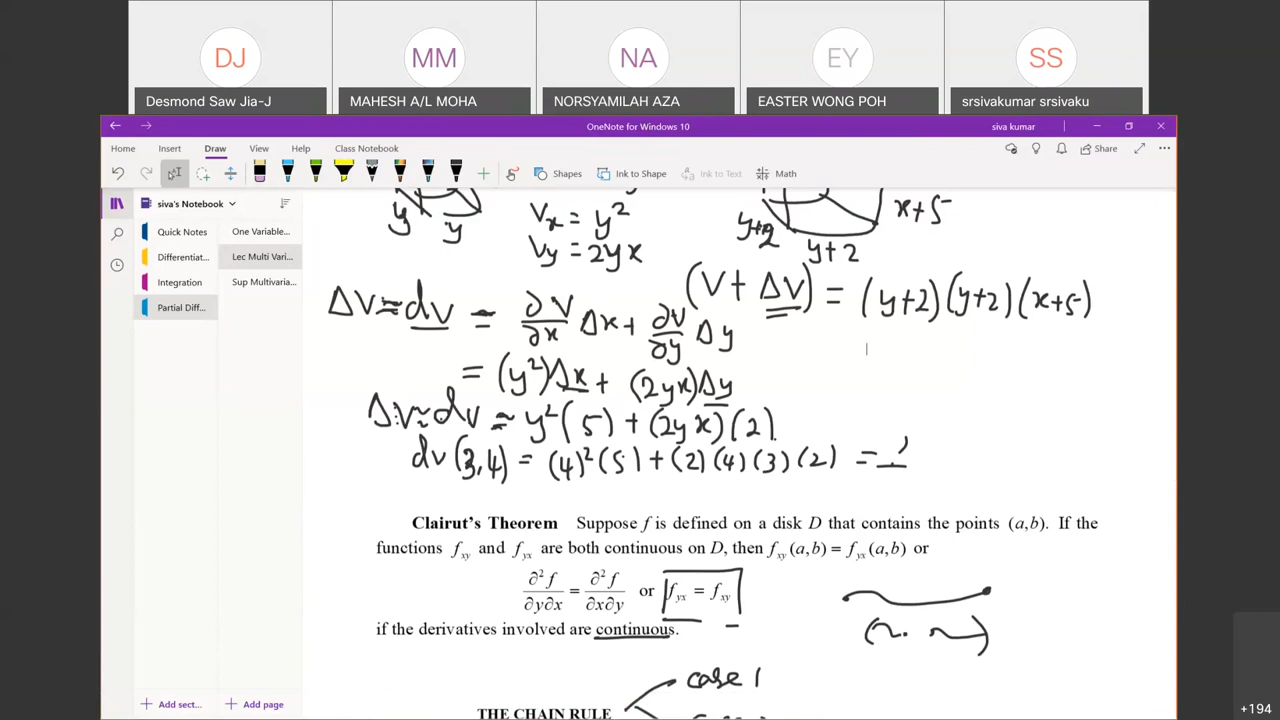 DJ MM NA EY SS
Desmond Saw Jia-J MAHESH A/L MOHA NORSYAMILAH AZA EASTER WONG POH srsivakumar srsivaku
OneNote for Windows 10 siva kumar
Home Insert Draw View Help Class Notebook Share
Shapes Ink to Shape Ink to Text Math
siva's Notebook
Quick Notes One Variable...
Differentiat... Lec Multi Vari...
Integration Sup Multivaria...
Partial Diff...
y y
Vx = y²
Vy = 2yx
y+2 y+2 x+5
(V + ΔV) = (y+2)(y+2)(x+5)
ΔV ≈ dV = ∂V/∂x Δx + ∂V/∂y Δy
= (y²)Δx + (2yx)Δy
ΔV ≈ dV ≈ y²(5) + (2yx)(2)
dV(3,4) = (4)²(5) + (2)(4)(3)(2) =
Clairut's Theorem Suppose f is defined on a disk D that contains the points (a,b). If the
functions fxy and fyx are both continuous on D, then fxy(a,b) = fyx(a,b) or
∂²f/∂y∂x = ∂²f/∂x∂y or fyx = fxy
if the derivatives involved are continuous.
case 1
THE CHAIN RULE
Add sect... Add page
+194